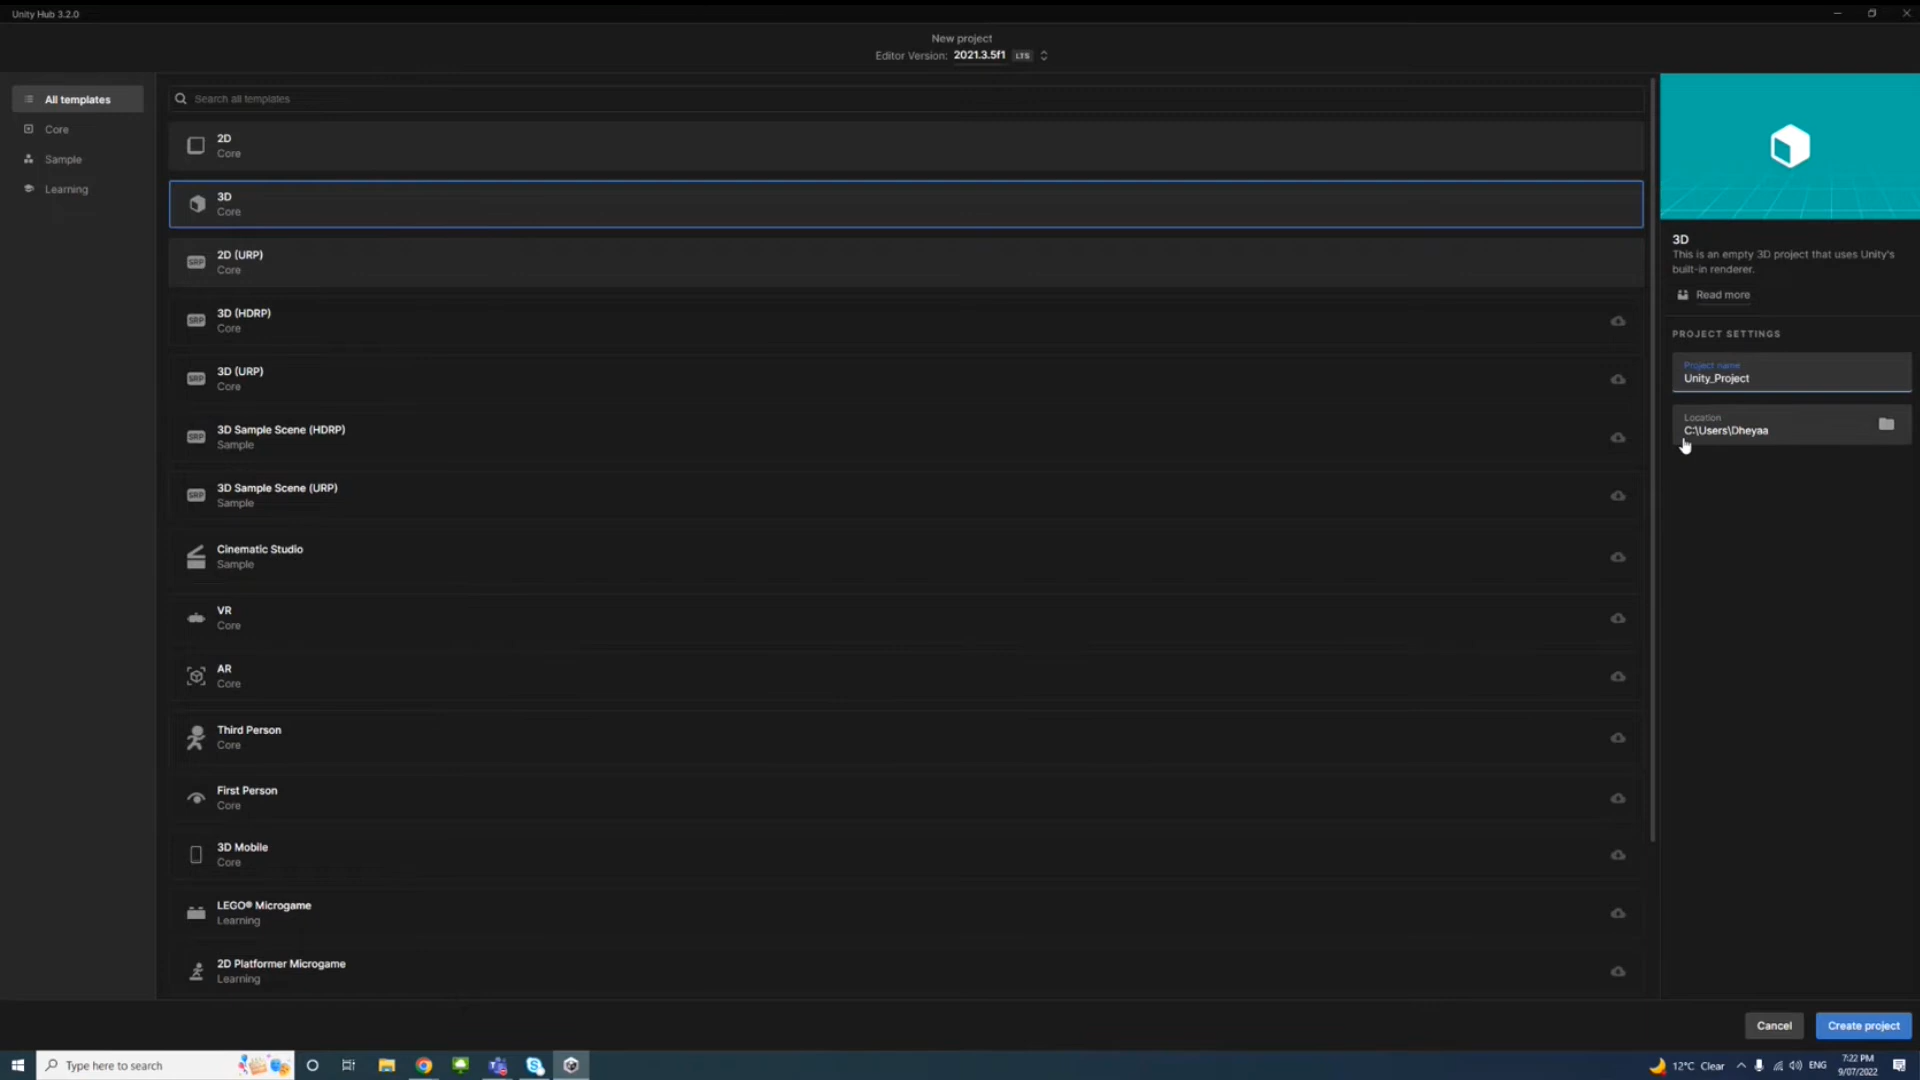 Unity Hub 3.2.0
New project
Editor Version: 2021.3.5f1 LTS
All templates
Core
Sample
Learning
Search all templates
2D
Core
3D
Core
SRP
2D (URP)
Core
SRP
3D (HDRP)
Core
SRP
3D (URP)
Core
SRP
3D Sample Scene (HDRP)
Sample
SRP
3D Sample Scene (URP)
Sample
Cinematic Studio
Sample
VR
Core
AR
Core
Third Person
Core
First Person
Core
3D Mobile
Core
LEGO® Microgame
Learning
2D Platformer Microgame
Learning
3D
This is an empty 3D project that uses Unity's
built-in renderer.
Read more
PROJECT SETTINGS
Project name
Unity_Project
Location
C:\Users\Dheyaa
Cancel
Create project
Type here to search
12°C Clear
ENG
7:22 PM
9/07/2022